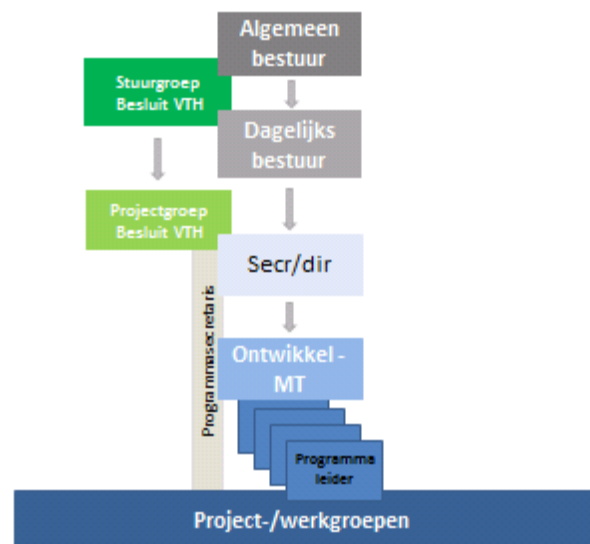 Algemeen
bestuur
Stuurgroep
Besluit VTH
Dagelijks
bestuur
Projectgroep
Besluit VTH
Secr/dir
Programmasecretaris
Ontwikkel -
MT
Programma
leider
Project-/werkgroepen